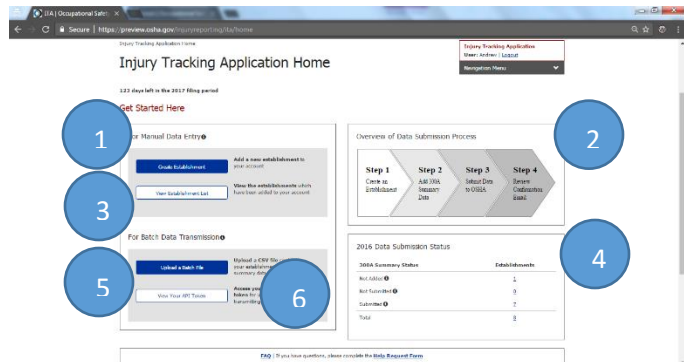 ITA | Occupational Safet
Secure | https://preview.osha.gov/injuryreporting/ita/home
Injury Tracking Application Home
Injury Tracking Application
User: Andrew | Logout
Navigation Menu
Injury Tracking Application Home
123 days left in the 2017 filing period
Get Started Here
1
or Manual Data Entry
Create Establishment
Add a new establishment to
your account
View Establishment List
View the establishments which
have been added to your account
3
Overview of Data Submission Process
2
Step 1
Create an
Establishment
Step 2
Add 300A
Summary
Data
Step 3
Submit Data
to OSHA
Step 4
Review
Confirmation
Email
For Batch Data Transmission
Upload a Batch File
Upload a CSV file
your establishment
summary data
View Your API Token
Access your
token for
transmitting
5
6
2016 Data Submission Status
4
300A Summary Status
Establishments
Not Added
1
Not Submitted
0
Submitted
7
Total
8
FAQ | If you have questions, please complete the Help Request Form